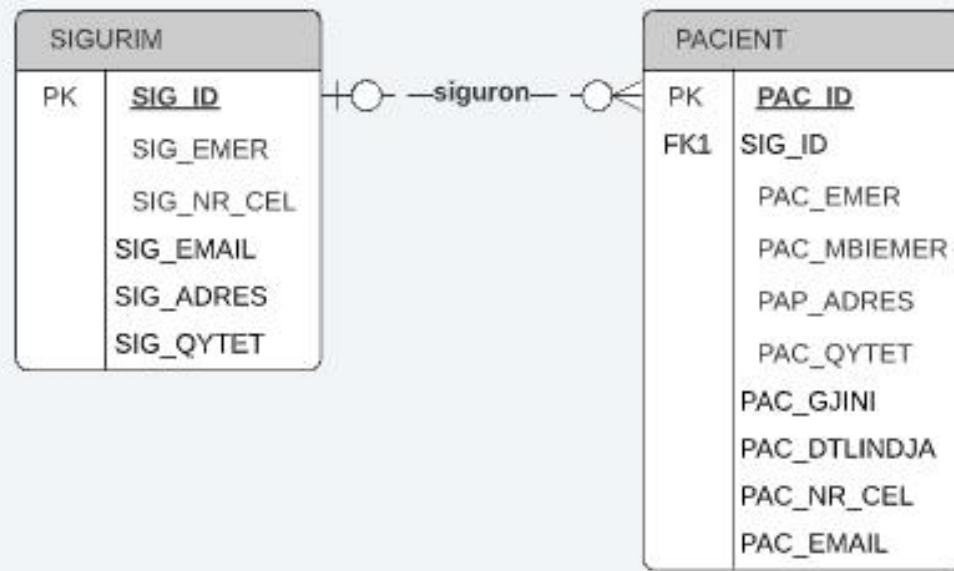 SIGURIM
PK SIG_ID
SIG_EMER
SIG_NR_CEL
SIG_EMAIL
SIG_ADRES
SIG_QYTET
siguron
PACIENT
PK PAC_ID
FK1 SIG_ID
PAC_EMER
PAC_MBIEMER
PAP_ADRES
PAC_QYTET
PAC_GJINI
PAC_DTLINDJA
PAC_NR_CEL
PAC_EMAIL